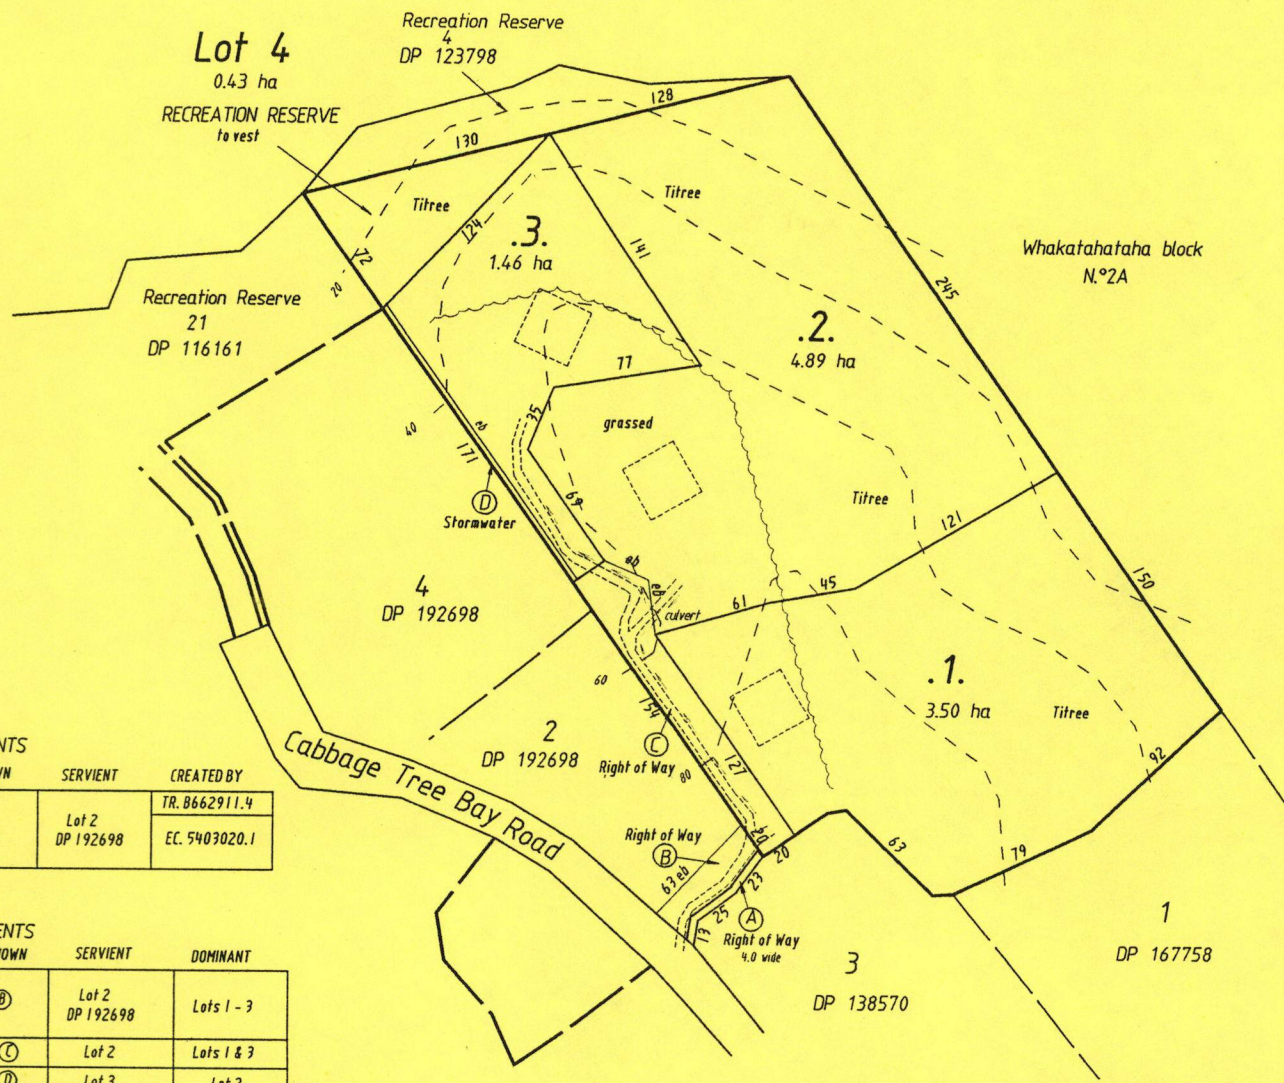 Recreation Reserve
4
DP 123798
Lot 4
0.43 ha
RECREATION RESERVE
to vest
128
130
Titree
Titree
124
.3.
1.46 ha
141
72
20
Whakatahataha block
N.º2A
245
Recreation Reserve
21
DP 116161
.2.
4.89 ha
77
35
grassed
40
eb
171
D
Stormwater
69
Titree
121
eb
eb
culvert
61
45
150
4
DP 192698
60
154
.1.
3.50 ha
Titree
2
DP 192698
C
Right of Way
80
127
92
Cabbage Tree Bay Road
Right of Way
B
63 eb
eb
20
23
25
13
A
Right of Way
4.0 wide
63
79
1
DP 167758
3
DP 138570
NTS
WN
SERVIENT
CREATED BY
Lot 2
DP 192698
TR. B662911.4
EC. 5403020.1
ENTS
OWN
SERVIENT
DOMINANT
B
Lot 2
DP 192698
Lots 1 - 3
C
Lot 2
Lots 1 & 3
D
Lot 3
Lot 2